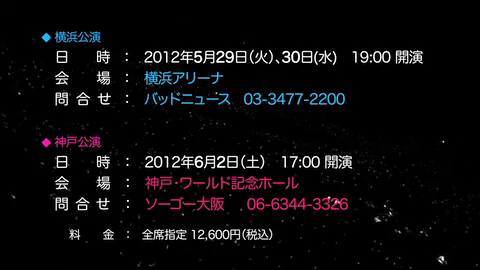 ◆ 横浜公演
日 時 : 2012年5月29日(火)、30日(水) 19:00 開演
会 場 : 横浜アリーナ
問合せ : バッドニュース 03-3477-2200
◆ 神戸公演
日 時 : 2012年6月2日(土) 17:00 開演
会 場 : 神戸・ワールド記念ホール
問合せ : ソーゴー大阪 06-6344-3326
料 金 : 全席指定 12,600円(税込)